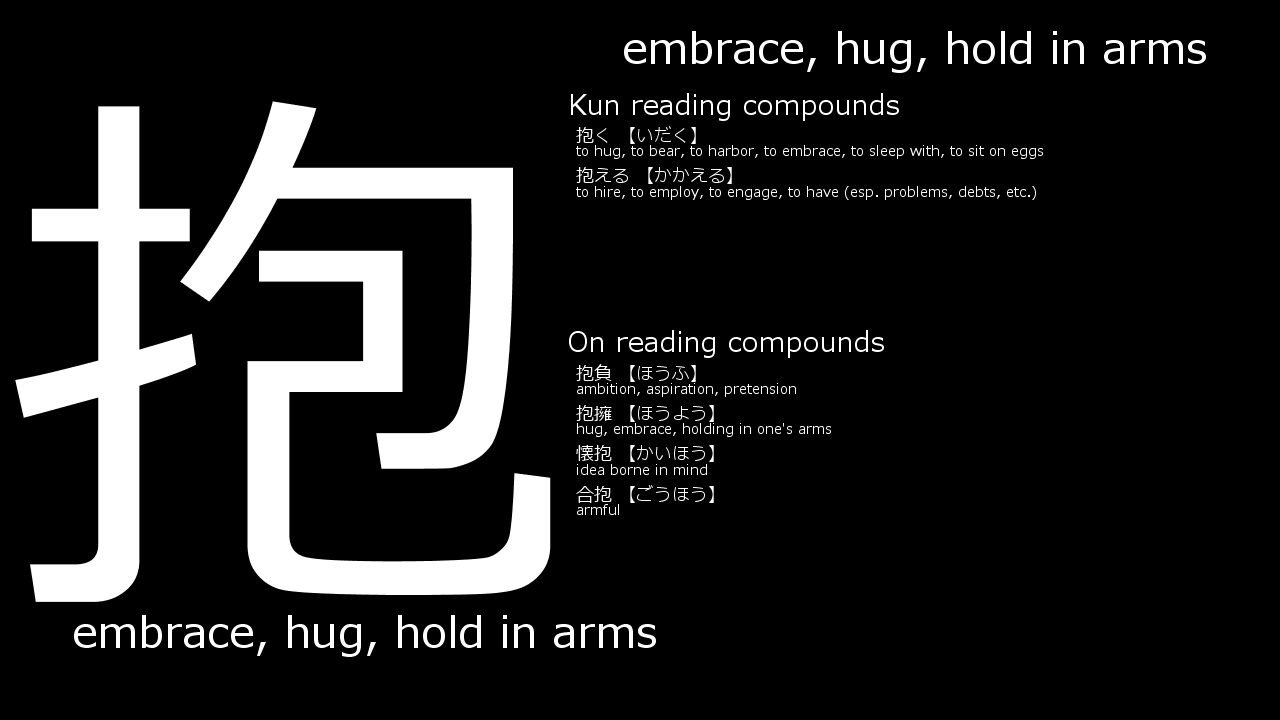 embrace, hug, hold in arms
抱
Kun reading compounds
抱く 【いだく】
to hug, to bear, to harbor, to embrace, to sleep with, to sit on eggs
抱える 【かかえる】
to hire, to employ, to engage, to have (esp. problems, debts, etc.)
On reading compounds
抱負 【ほうふ】
ambition, aspiration, pretension
抱擁 【ほうよう】
hug, embrace, holding in one's arms
懐抱 【かいほう】
idea borne in mind
合抱 【ごうほう】
armful
embrace, hug, hold in arms